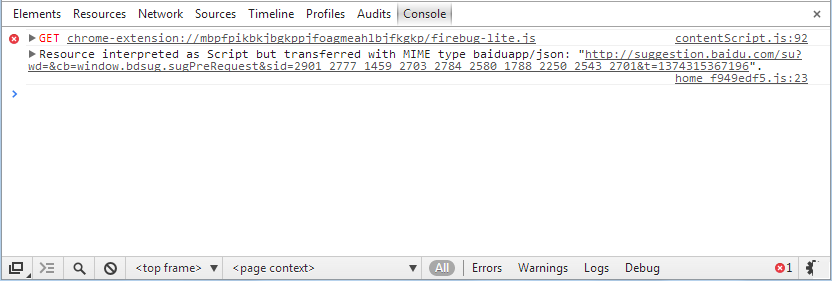 Elements Resources Network Sources Timeline Profiles Audits Console
GET chrome-extension://mbpfpikbkjbgkppjfoagmeahlbjfkgkp/firebug-lite.js contentScript.js:92
Resource interpreted as Script but transferred with MIME type baiduapp/json: "http://suggestion.baidu.com/su?
wd=&cb=window.bdsug.sugPreRequest&sid=2901_2777_1459_2703_2784_2580_1788_2250_2543_2701&t=1374315367196".
home_f949edf5.js:23
<top frame> <page context> All Errors Warnings Logs Debug 1